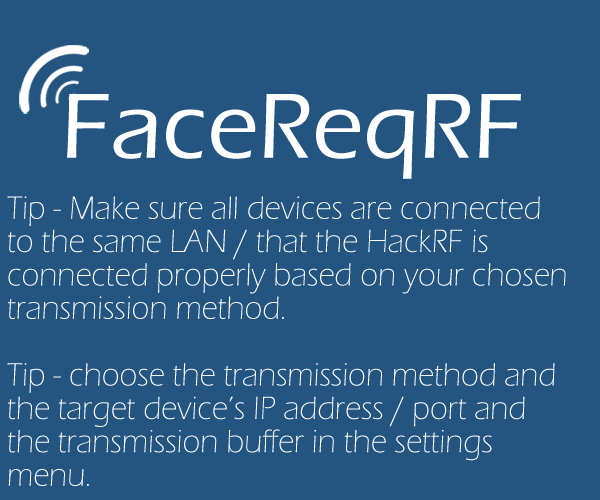 FaceReqRF
Tip - Make sure all devices are connected
to the same LAN / that the HackRF is
connected properly based on your chosen
transmission method.
Tip - choose the transmission method and
the target device's IP address / port and
the transmission buffer in the settings
menu.